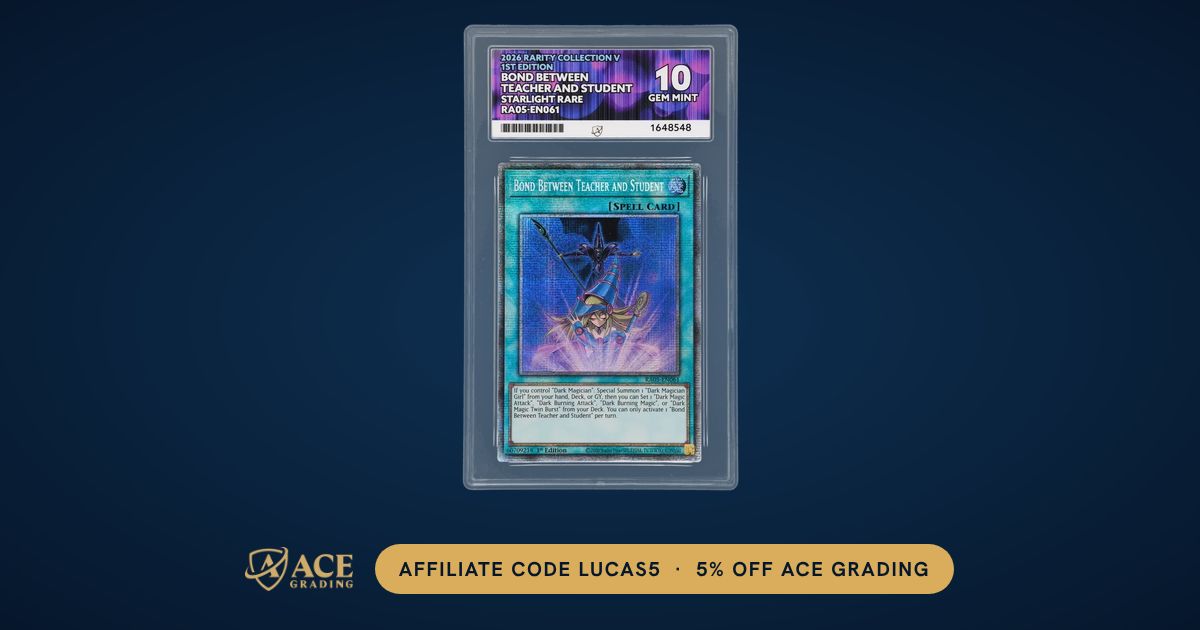 2026 RARITY COLLECTION V
1ST EDITION
BOND BETWEEN
TEACHER AND STUDENT
STARLIGHT RARE
RA05-EN061
10
GEM MINT
1648548
BOND BETWEEN TEACHER AND STUDENT
[SPELL CARD]
RA05-EN061
If you control "Dark Magician": Special Summon 1 "Dark Magician
Girl" from your hand, Deck, or GY, then you can Set 1 "Dark Magic
Attack", "Dark Burning Attack", "Dark Burning Magic", or "Dark
Magic Twin Burst" from your Deck. You can only activate 1 "Bond
Between Teacher and Student" per turn.
1st Edition
ACE
GRADING
AFFILIATE CODE LUCAS5 · 5% OFF ACE GRADING